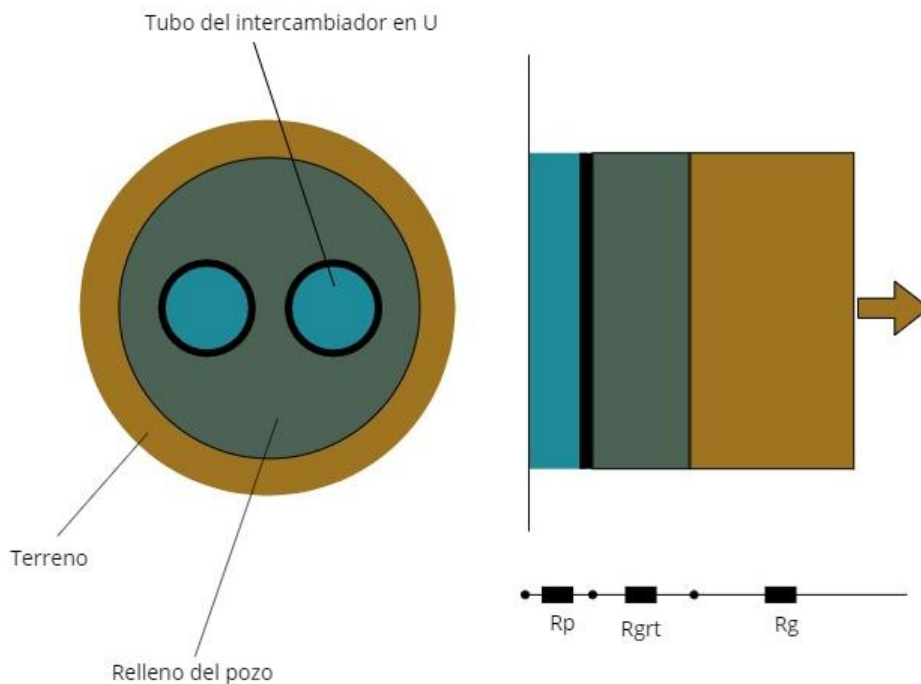 Tubo del intercambiador en U
Terreno
Relleno del pozo
Rp
Rgrt
Rg